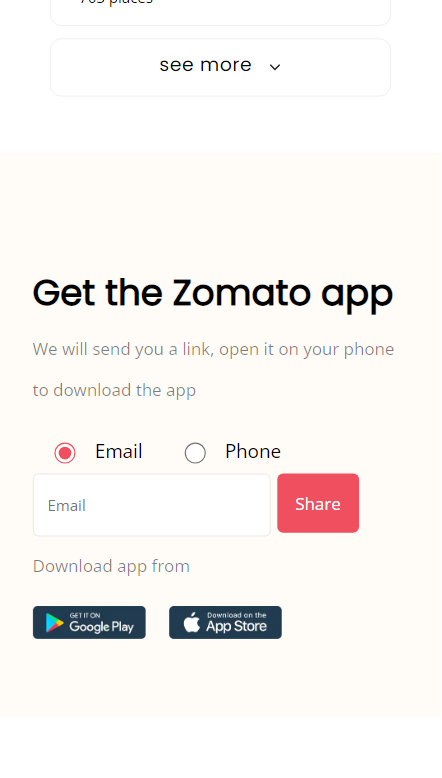 703 places
see more
Get the Zomato app
We will send you a link, open it on your phone
to download the app
Email Phone
Email Share
Download app from
GET IT ON Google Play Download on the App Store